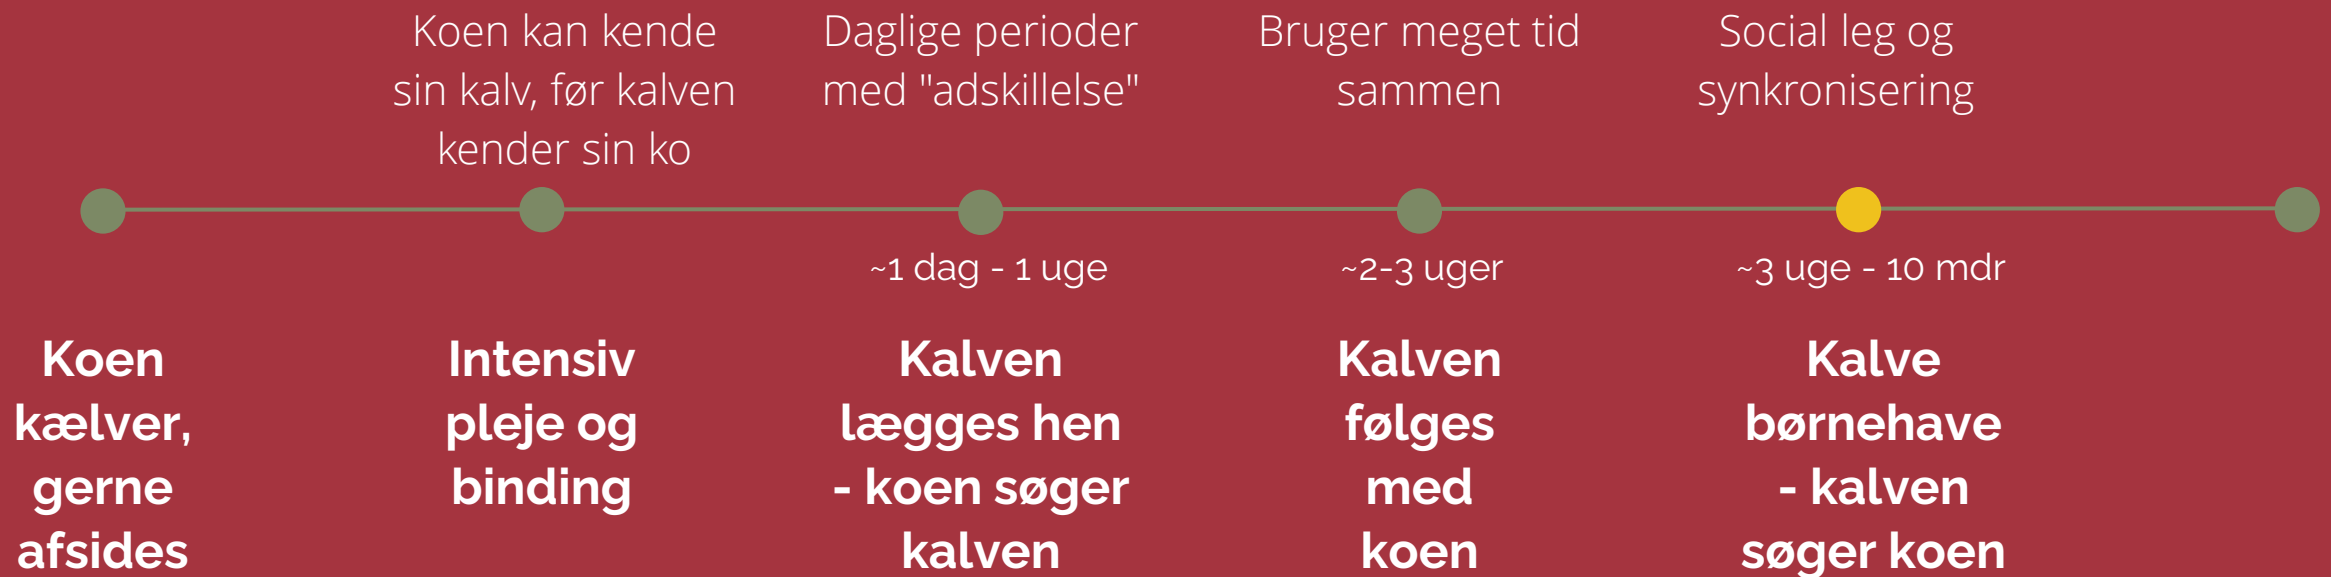 Koen kan kende
sin kalv, før kalven
kender sin ko
Daglige perioder
med "adskillelse"
Bruger meget tid
sammen
Social leg og
synkronisering
~1 dag - 1 uge
~2-3 uger
~3 uge - 10 mdr
Koen
kælver,
gerne
afsides
Intensiv
pleje og
binding
Kalven
lægges hen
- koen søger
kalven
Kalven
følges
med
koen
Kalve
børnehave
- kalven
søger koen